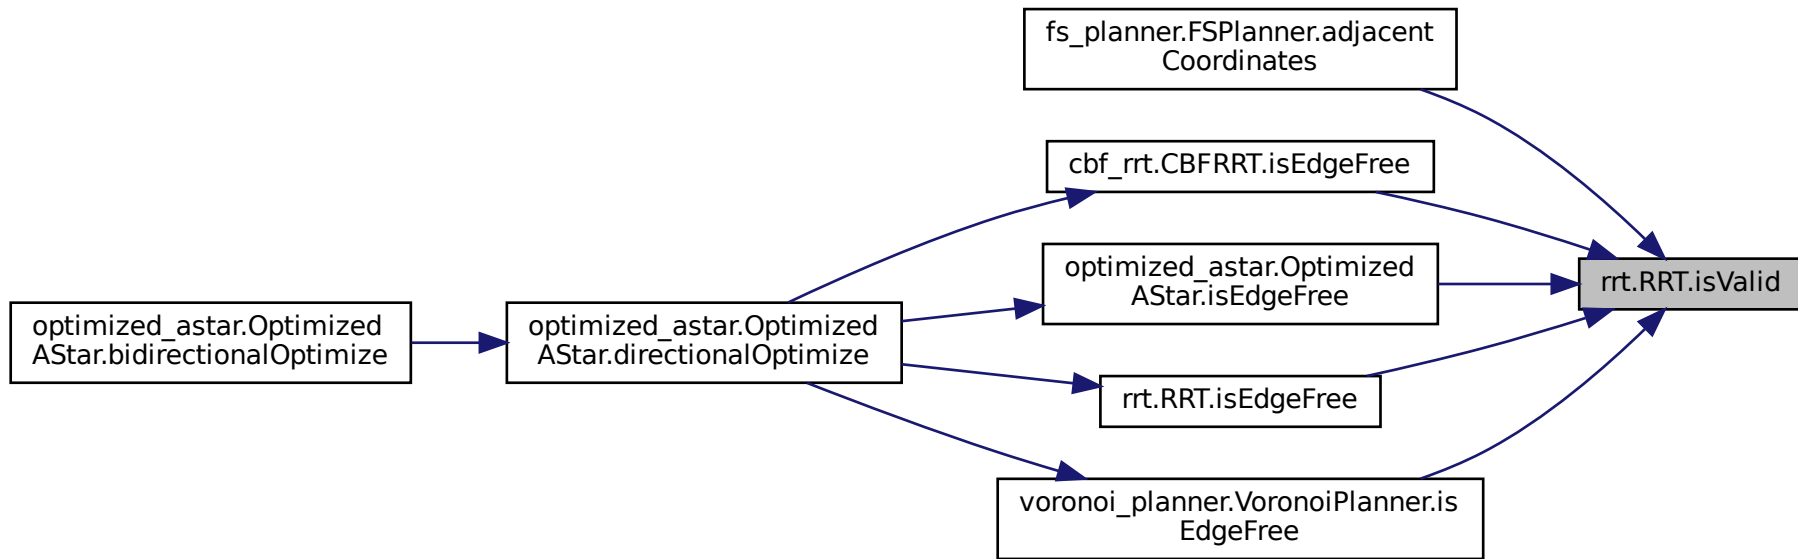 fs_planner.FSPlanner.adjacent
Coordinates
cbf_rrt.CBFRRT.isEdgeFree
optimized_astar.Optimized
AStar.isEdgeFree
rrt.RRT.isValid
optimized_astar.Optimized
AStar.bidirectionalOptimize
optimized_astar.Optimized
AStar.directionalOptimize
rrt.RRT.isEdgeFree
voronoi_planner.VoronoiPlanner.is
EdgeFree